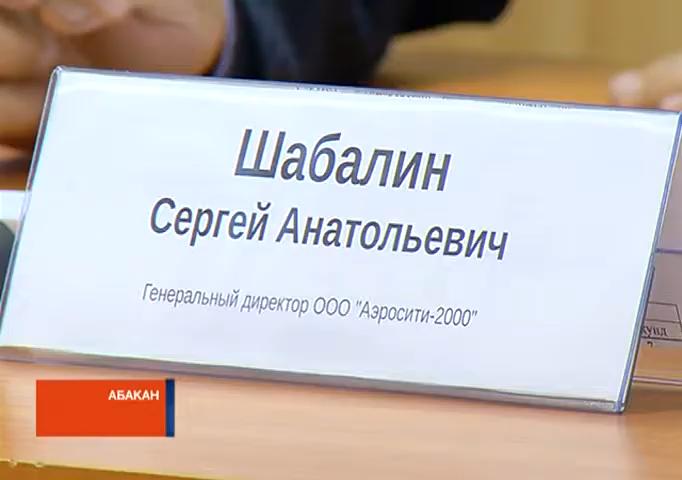 Шабалин
Сергей Анатольевич
Генеральный директор ООО "Аэросити-2000"
АБАКАН